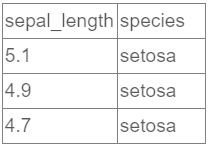 sepal_length species
5.1 setosa
4.9 setosa
4.7 setosa